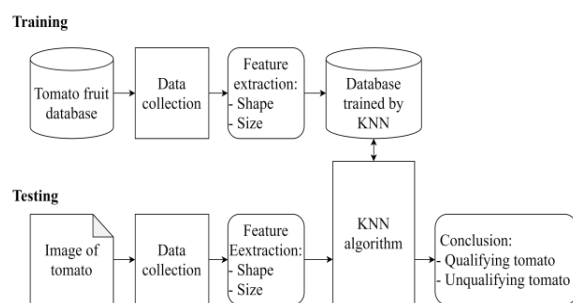 Training
Tomato fruit
database
Data
collection
Feature
extraction:
- Shape
- Size
Database
trained by
KNN
Testing
Image of
tomato
Data
collection
Feature
Eextraction:
- Shape
- Size
KNN
algorithm
Conclusion:
- Qualifying tomato
- Unqualifying tomato